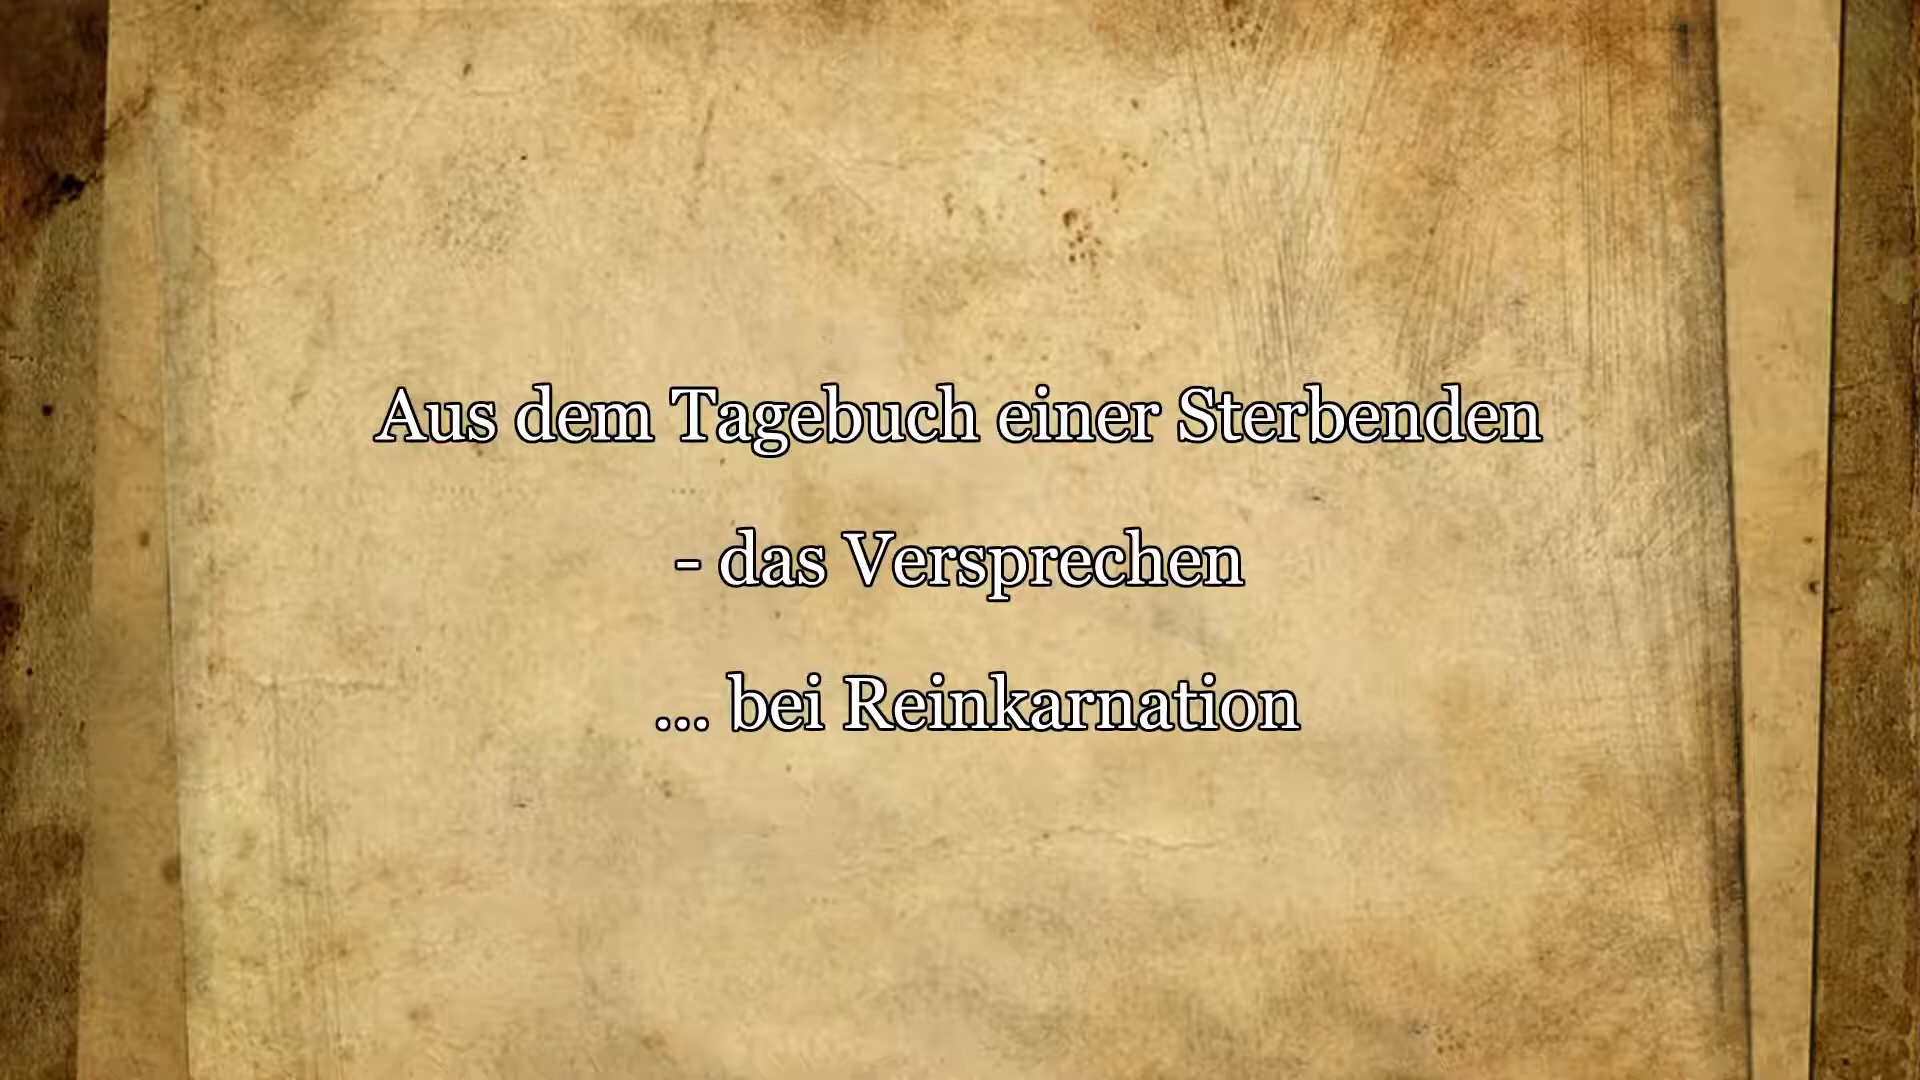 Aus dem Tagebuch einer Sterbenden
- das Versprechen
... bei Reinkarnation